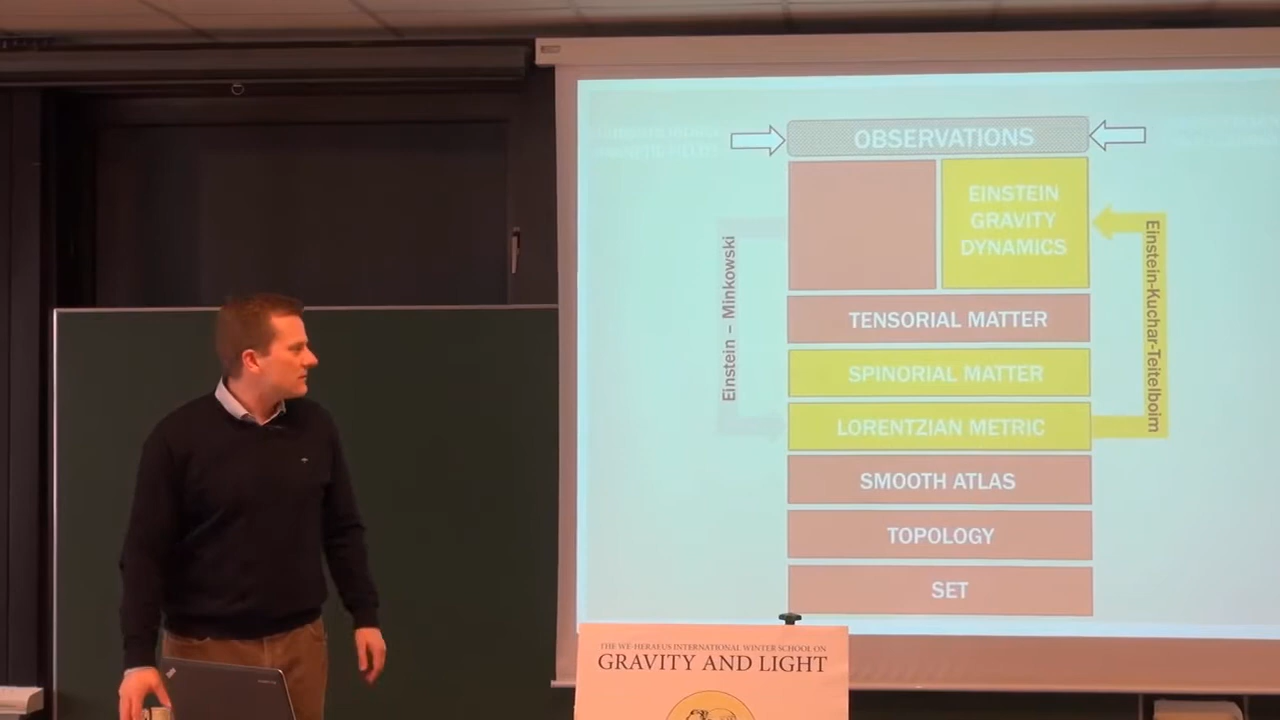 OBSERVATIONS
EINSTEIN
GRAVITY
DYNAMICS
Einstein – Minkowski
Einstein-Kuchar-Teitelboim
TENSORIAL MATTER
SPINORIAL MATTER
LORENTZIAN METRIC
SMOOTH ATLAS
TOPOLOGY
SET
THE WE-HERAEUS INTERNATIONAL WINTER SCHOOL ON
GRAVITY AND LIGHT